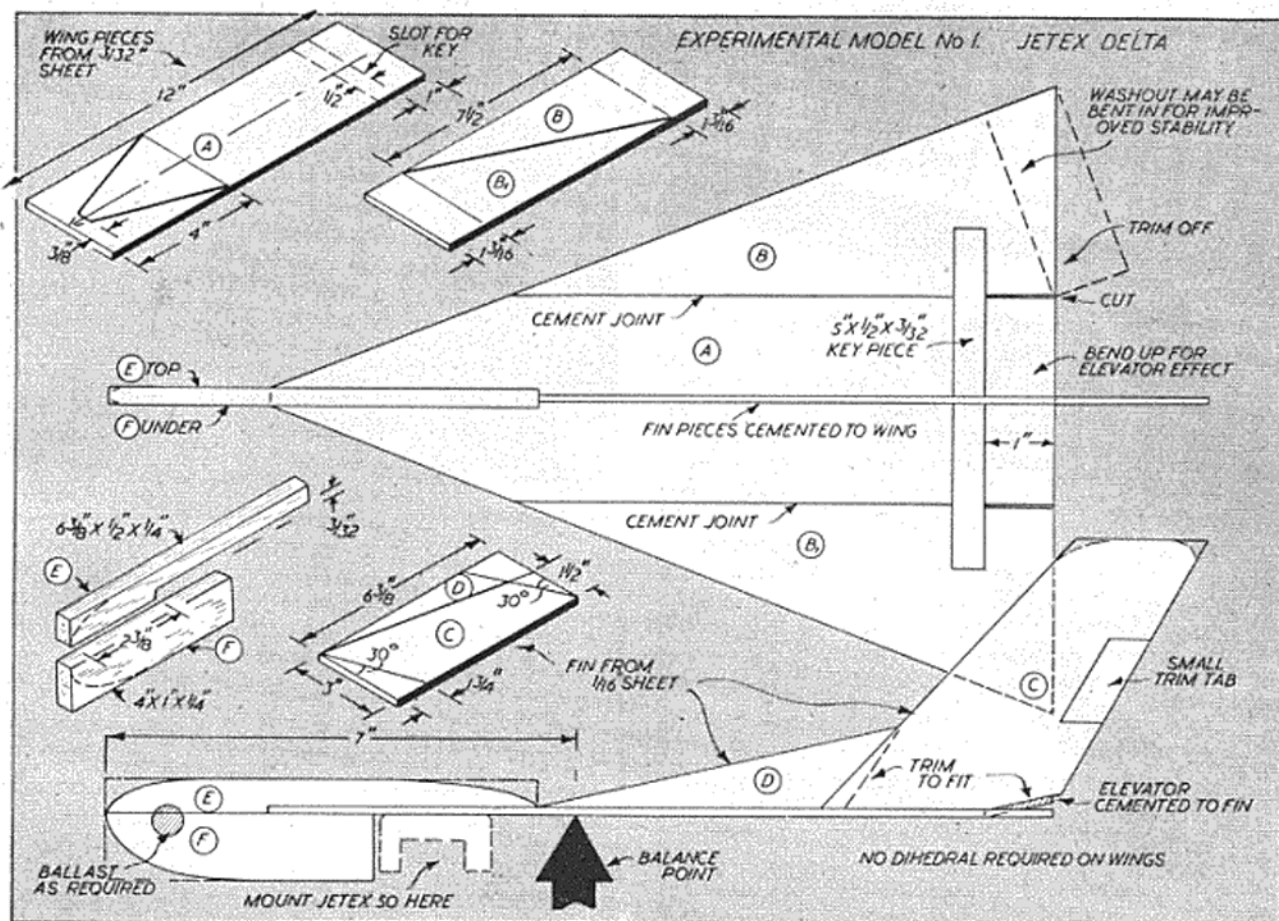 EXPERIMENTAL MODEL No 1. JETEX DELTA
WING PIECES
FROM 3/32"
SHEET
12"
SLOT FOR
KEY
1/2"
1"
A
3/8"
4"
7 1/2"
B
B₁
1 3/16"
1 3/16"
WASHOUT MAY BE
BENT IN FOR IMPR-
OVED STABILITY
TRIM OFF
CUT
B
CEMENT JOINT
5" X 1/2" X 3/32"
KEY PIECE
A
BEND UP FOR
ELEVATOR EFFECT
E TOP
F UNDER
FIN PIECES CEMENTED TO WING
1"
CEMENT JOINT
B₁
6 3/8" X 1/2" X 1/4"
3/32"
E
2 3/8"
F
4" X 1" X 1/4"
6 3/8"
D
1 1/2"
30°
C
30°
3"
1 3/4"
FIN FROM
1/16" SHEET
C
SMALL
TRIM TAB
7"
D
TRIM
TO FIT
ELEVATOR
CEMENTED TO FIN
E
F
BALLAST
AS REQUIRED
MOUNT JETEX SO HERE
BALANCE
POINT
NO DIHEDRAL REQUIRED ON WINGS